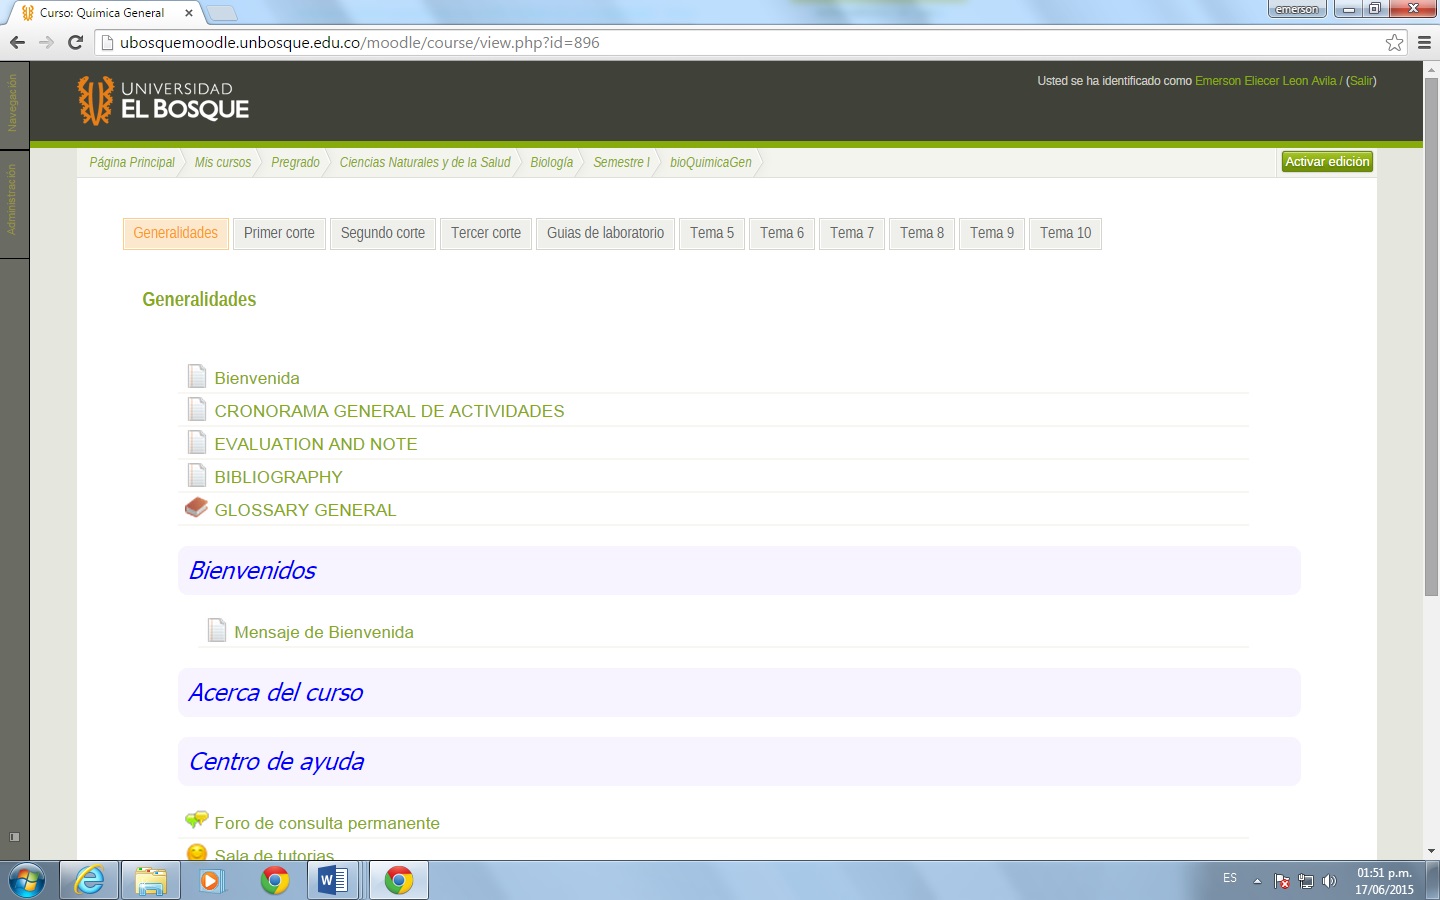 Curso: Química General
emerson
ubosquemoodle.unbosque.edu.co/moodle/course/view.php?id=896
Navegación
Administración
UNIVERSIDAD
EL BOSQUE
Usted se ha identificado como Emerson Eliecer Leon Avila / (Salir)
Página Principal Mis cursos Pregrado Ciencias Naturales y de la Salud Biología Semestre I bioQuimicaGen
Activar edición
Generalidades Primer corte Segundo corte Tercer corte Guias de laboratorio Tema 5 Tema 6 Tema 7 Tema 8 Tema 9 Tema 10
Generalidades
Bienvenida
CRONORAMA GENERAL DE ACTIVIDADES
EVALUATION AND NOTE
BIBLIOGRAPHY
GLOSSARY GENERAL
Bienvenidos
Mensaje de Bienvenida
Acerca del curso
Centro de ayuda
Foro de consulta permanente
Sala de tutorias
ES
01:51 p.m.
17/06/2015